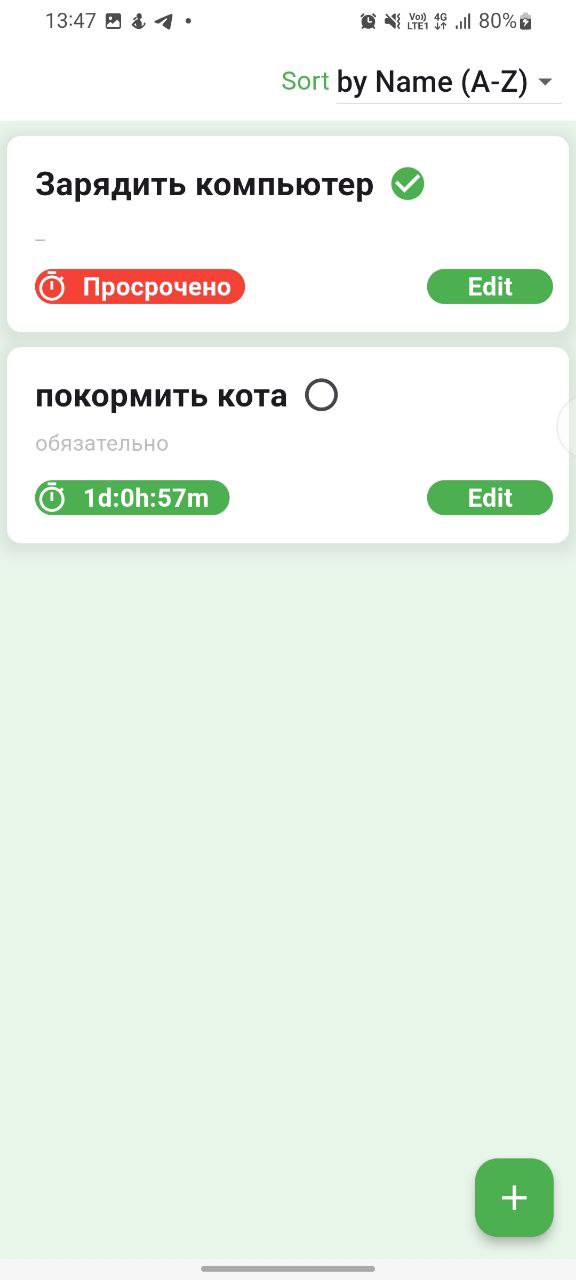 13:47 Vo)) LTE1 4G 80%
Sort by Name (A-Z)
Зарядить компьютер
_
Просрочено Edit
покормить кота
обязательно
1d:0h:57m Edit
+